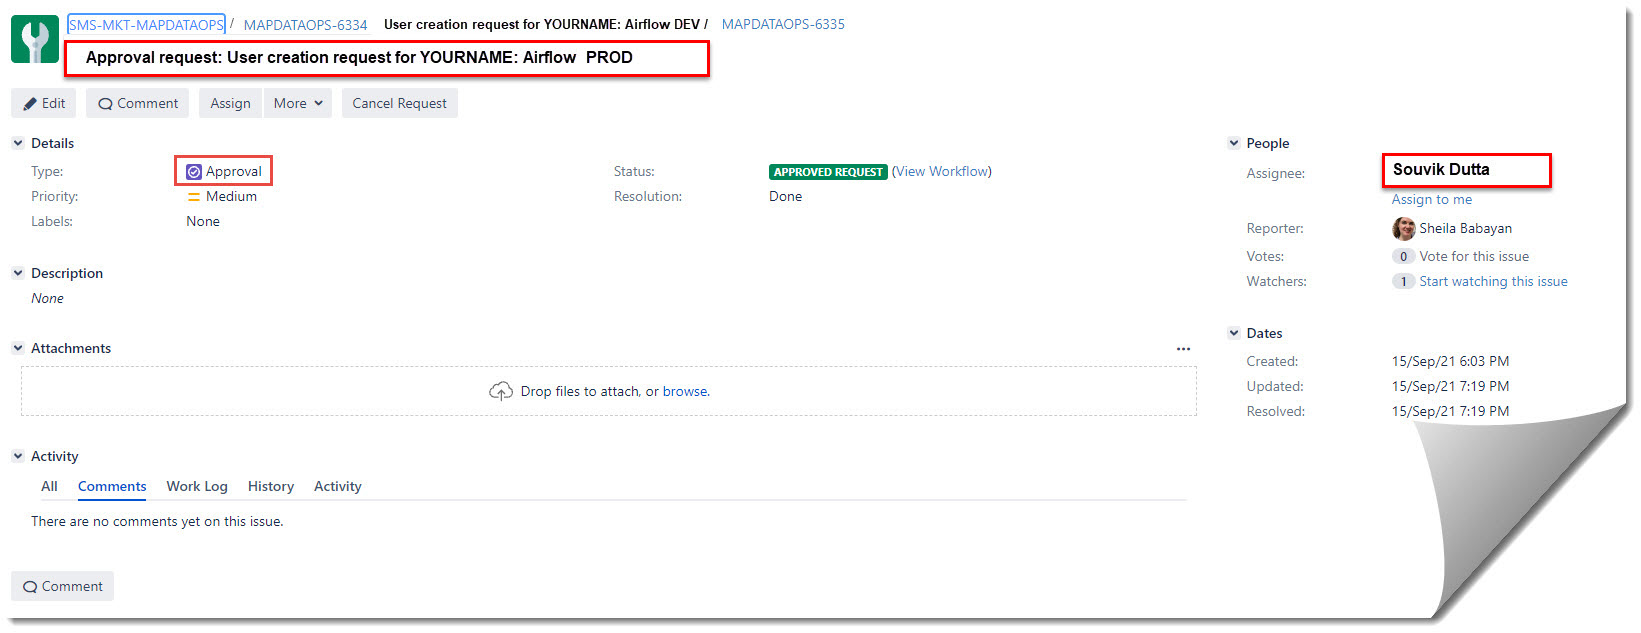 SMS-MKT-MAPDATAOPS / MAPDATAOPS-6334 User creation request for YOURNAME: Airflow DEV / MAPDATAOPS-6335
Approval request: User creation request for YOURNAME: Airflow PROD
Edit Comment Assign More Cancel Request
Details
Type: Approval Status: APPROVED REQUEST (View Workflow)
Priority: Medium Resolution: Done
Labels: None
Description
None
Attachments ...
Drop files to attach, or browse.
Activity
All Comments Work Log History Activity
There are no comments yet on this issue.
Comment
People
Assignee: Souvik Dutta
Assign to me
Reporter: Sheila Babayan
Votes: 0 Vote for this issue
Watchers: 1 Start watching this issue
Dates
Created: 15/Sep/21 6:03 PM
Updated: 15/Sep/21 7:19 PM
Resolved: 15/Sep/21 7:19 PM